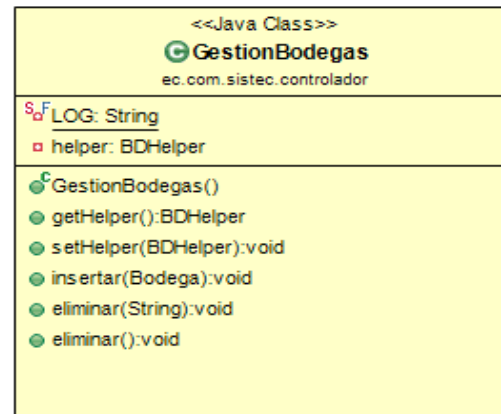 <<Java Class>>
C GestionBodegas
ec.com.sistec.controlador
S F LOG: String
helper: BDHelper
C GestionBodegas()
getHelper():BDHelper
setHelper(BDHelper):void
insertar(Bodega):void
eliminar(String):void
eliminar():void